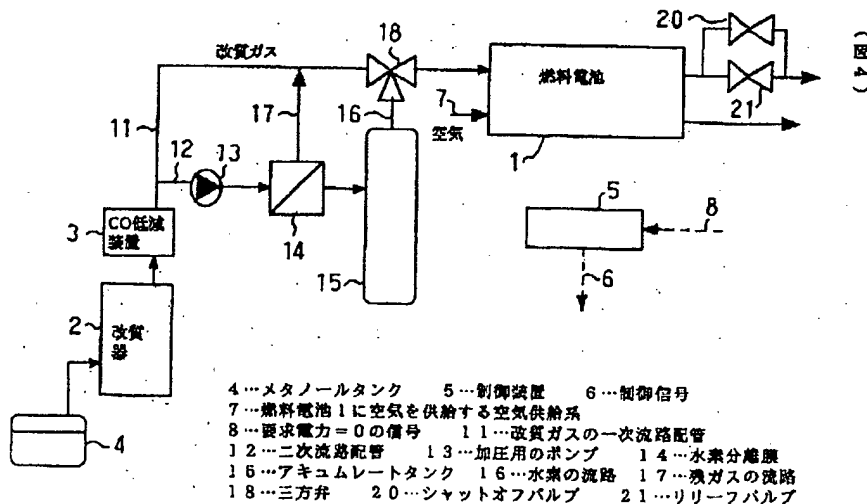 (図4)
20
18
改質ガス
燃料電池
7
16
17
空気
21
11
1
12
13
5
8
CO低減
装置
3
14
6
15
2
改質
器
4
4…メタノールタンク 5…制御装置 6…制御信号
7…燃料電池1に空気を供給する空気供給系
8…要求電力=0の信号 11…改質ガスの一次流路配管
12…二次流路配管 13…加圧用のポンプ 14…水素分離膜
15…アキュムレートタンク 16…水素の流路 17…残ガスの流路
18…三方弁 20…シャットオフバルブ 21…リリーフバルブ